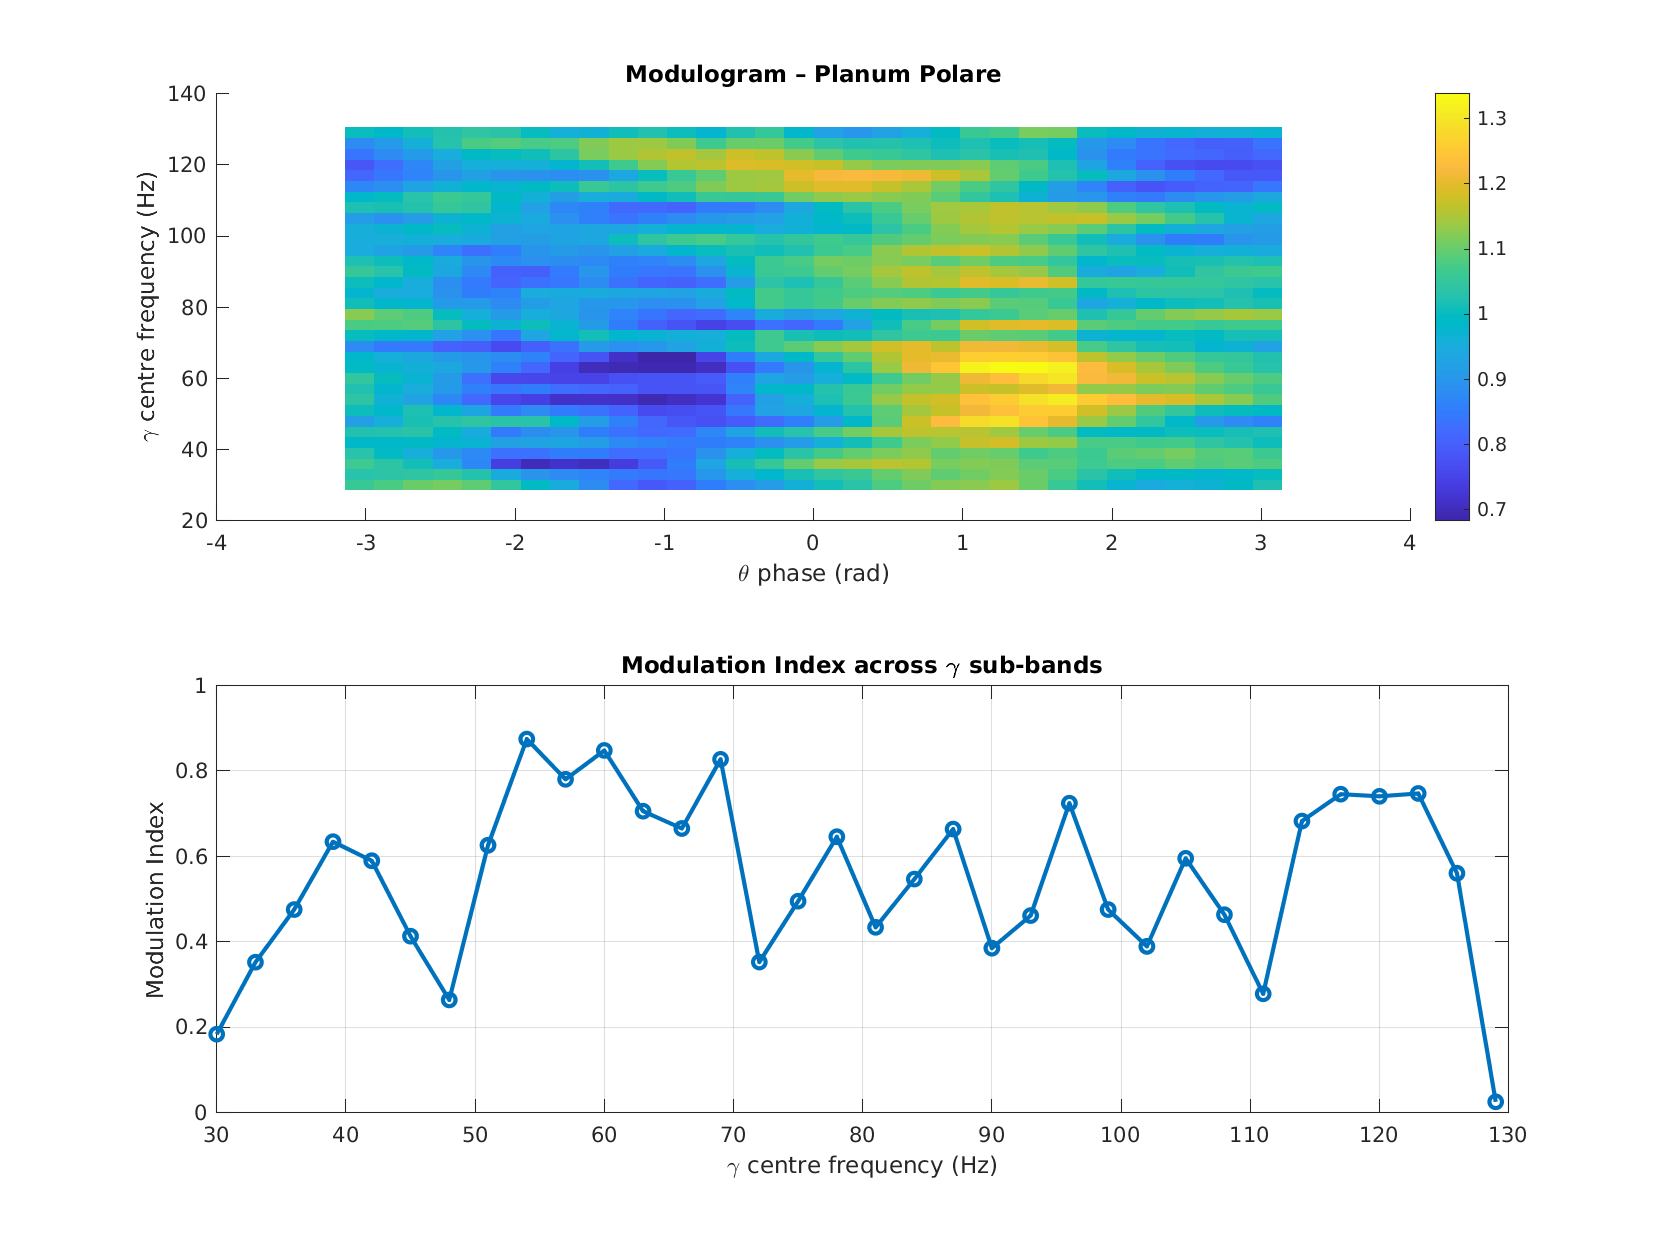 Modulogram – Planum Polare
γ centre frequency (Hz)
140
120
100
80
60
40
20
-4 -3 -2 -1 0 1 2 3 4
θ phase (rad)
1.3
1.2
1.1
1
0.9
0.8
0.7
Modulation Index across γ sub-bands
Modulation Index
1
0.8
0.6
0.4
0.2
0
30 40 50 60 70 80 90 100 110 120 130
γ centre frequency (Hz)